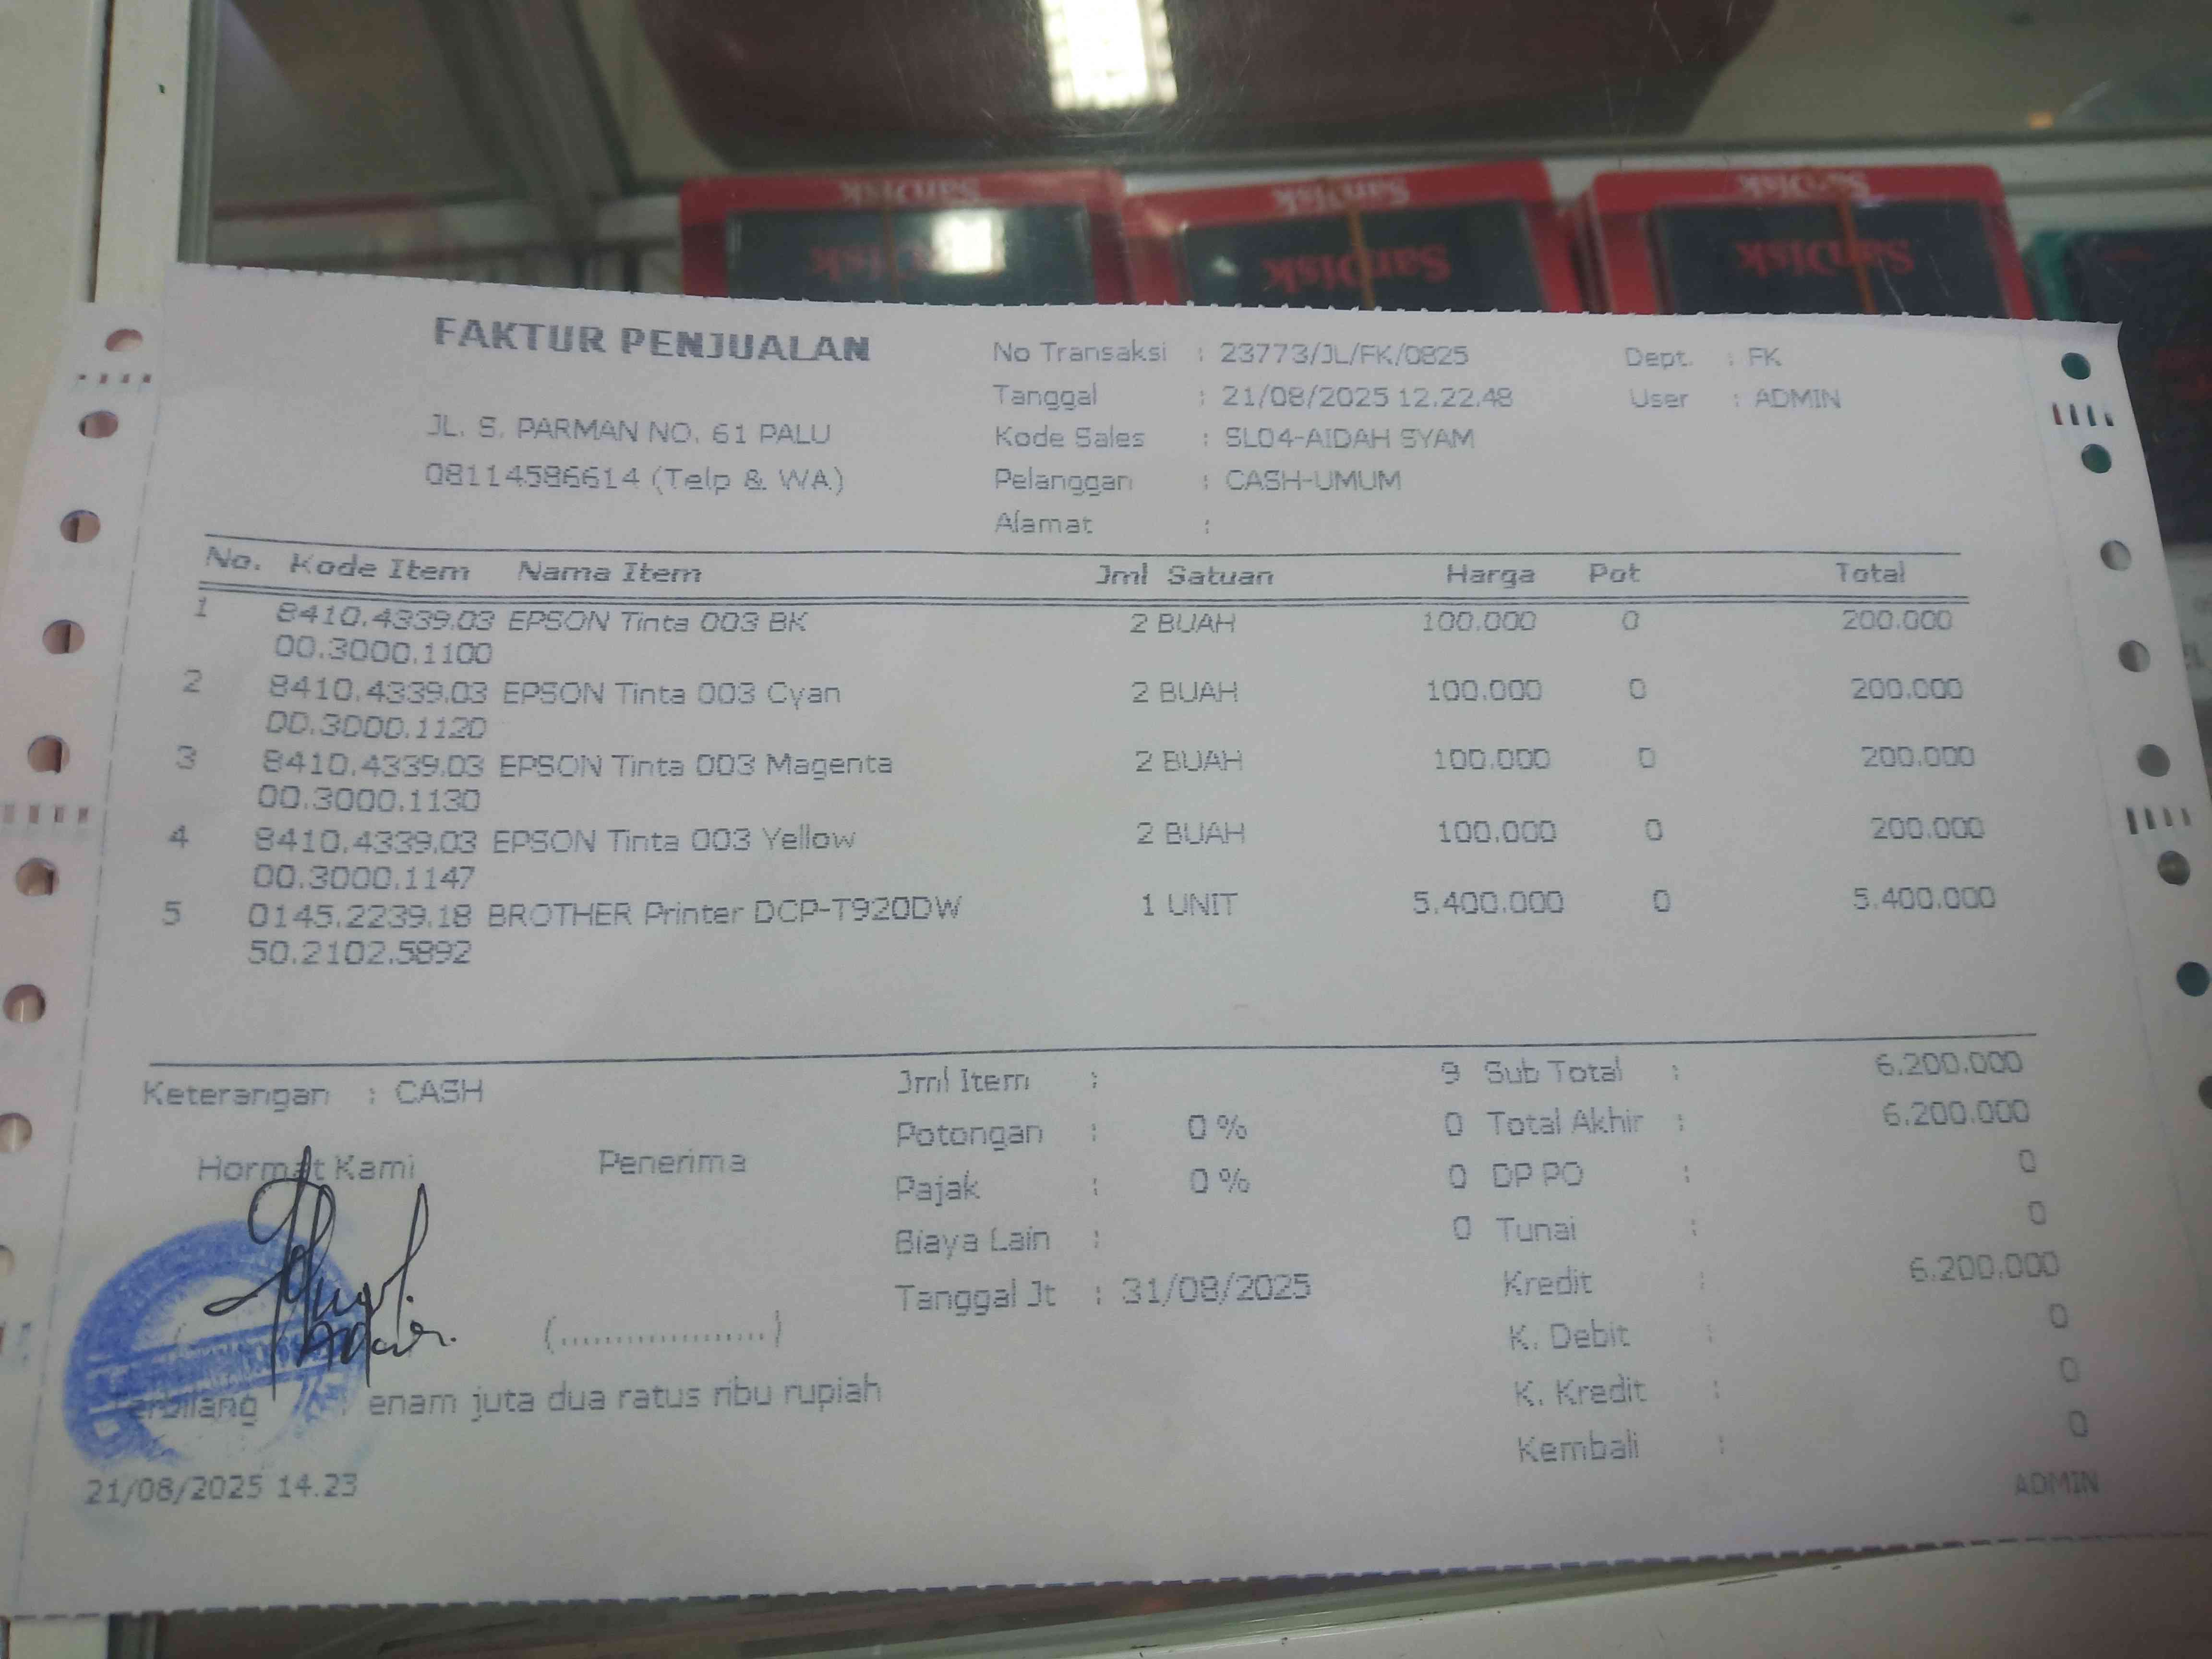 SanDisk SanDisk SanDisk
SanDisk SanDisk SanDisk
FAKTUR PENJUALAN
JL. S. PARMAN NO. 61 PALU
08114586614 (Telp & WA)
No Transaksi : 23773/JL/FK/0825
Tanggal : 21/08/2025 12.22.48
Kode Sales : SL04-AIDAH SYAM
Pelanggan : CASH-UMUM
Alamat :
Dept. : FK
User : ADMIN
No. Kode Item Nama Item Jml Satuan Harga Pot Total
1 8410.4339.03 EPSON Tinta 003 BK 2 BUAH 100.000 0 200.000
00.3000.1100
2 8410.4339.03 EPSON Tinta 003 Cyan 2 BUAH 100.000 0 200.000
00.3000.1120
3 8410.4339.03 EPSON Tinta 003 Magenta 2 BUAH 100.000 0 200.000
00.3000.1130
4 8410.4339.03 EPSON Tinta 003 Yellow 2 BUAH 100.000 0 200.000
00.3000.1147
5 0145.2239.18 BROTHER Printer DCP-T920DW 1 UNIT 5.400.000 0 5.400.000
50.2102.5892
Keterangan : CASH
Hormat Kami Penerima
(....................)
Terbilang : enam juta dua ratus ribu rupiah
21/08/2025 14.23
Jml Item : 9
Potongan : 0 % 0
Pajak : 0 % 0
Biaya Lain : 0
Tanggal Jt : 31/08/2025
Sub Total : 6.200.000
Total Akhir : 6.200.000
DP PO : 0
Tunai : 0
Kredit : 6.200.000
K. Debit : 0
K. Kredit : 0
Kembali : 0
ADMIN